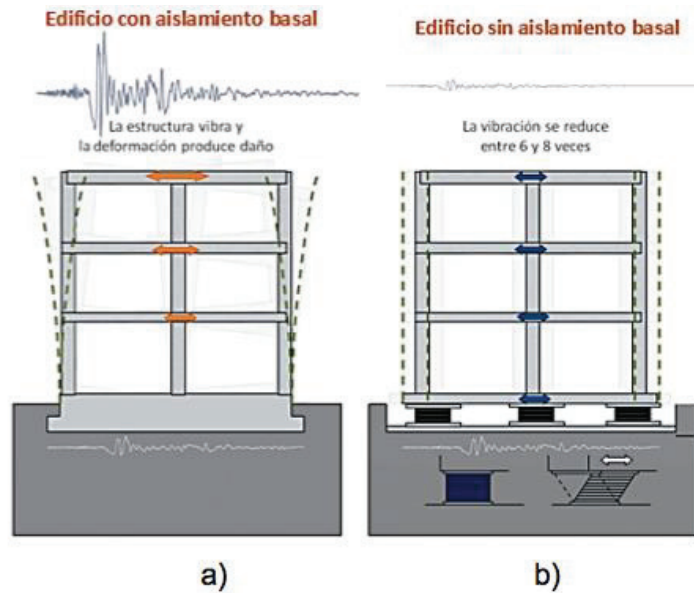 Edificio con aislamiento basal
La estructura vibra y
la deformación produce daño
a)
Edificio sin aislamiento basal
La vibración se reduce
entre 6 y 8 veces
b)